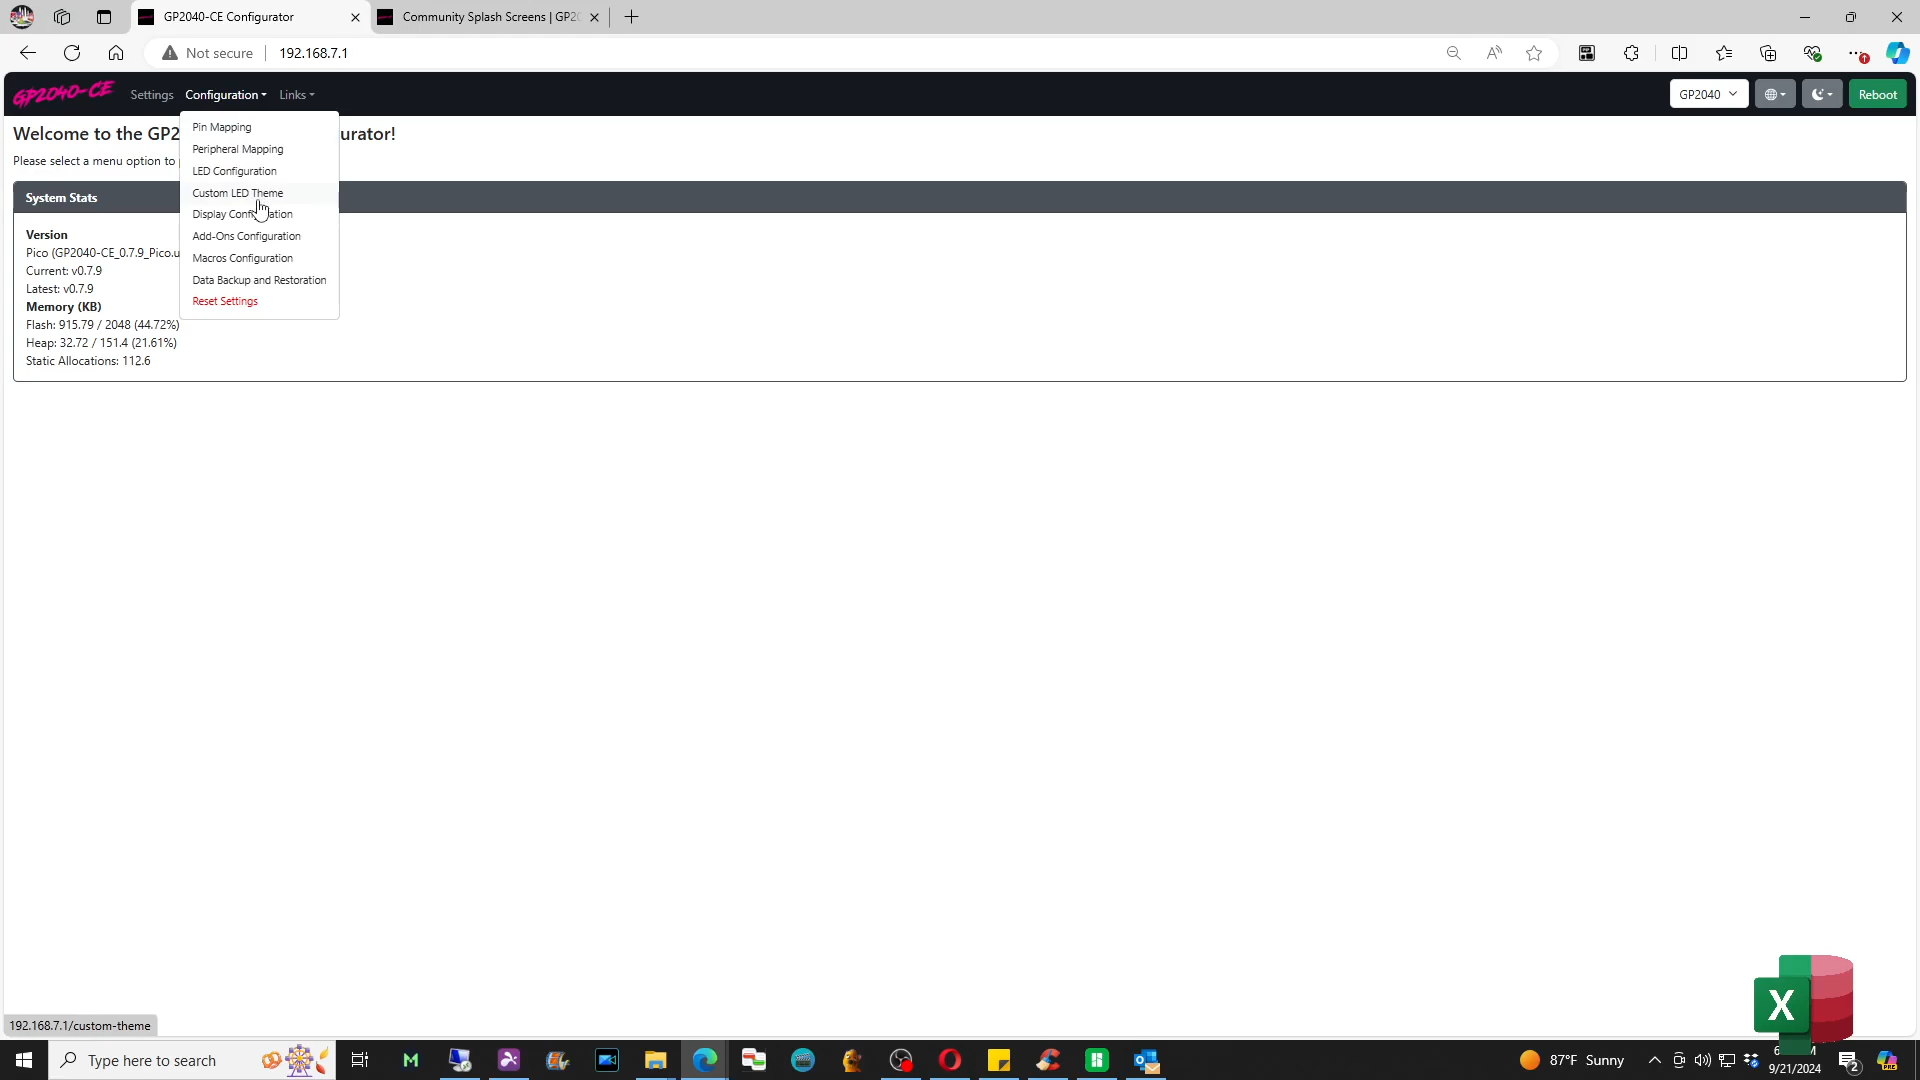 GP2040-CE Configurator
Community Splash Screens | GP20
Not secure
192.168.7.1
GP2040-CE
Settings
Configuration
Links
GP2040
Reboot
Pin Mapping
Peripheral Mapping
LED Configuration
Custom LED Theme
Display Configuration
Add-Ons Configuration
Macros Configuration
Data Backup and Restoration
Reset Settings
Welcome to the GP2
urator!
Please select a menu option to
System Stats
Version
Pico (GP2040-CE_0.7.9_Pico.u
Current: v0.7.9
Latest: v0.7.9
Memory (KB)
Flash: 915.79 / 2048 (44.72%)
Heap: 32.72 / 151.4 (21.61%)
Static Allocations: 112.6
X
192.168.7.1/custom-theme
Type here to search
M
87°F Sunny
9/21/2024
2
PRE